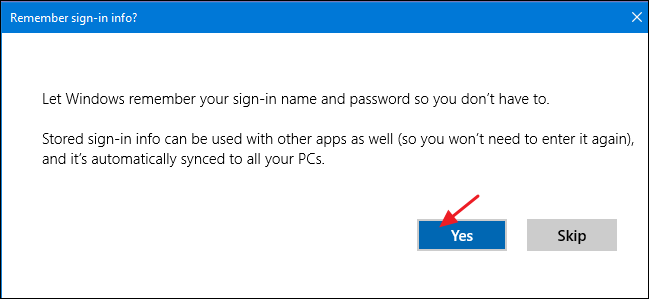 Remember sign-in info?
Let Windows remember your sign-in name and password so you don't have to.
Stored sign-in info can be used with other apps as well (so you won't need to enter it again),
and it's automatically synced to all your PCs.
Yes
Skip